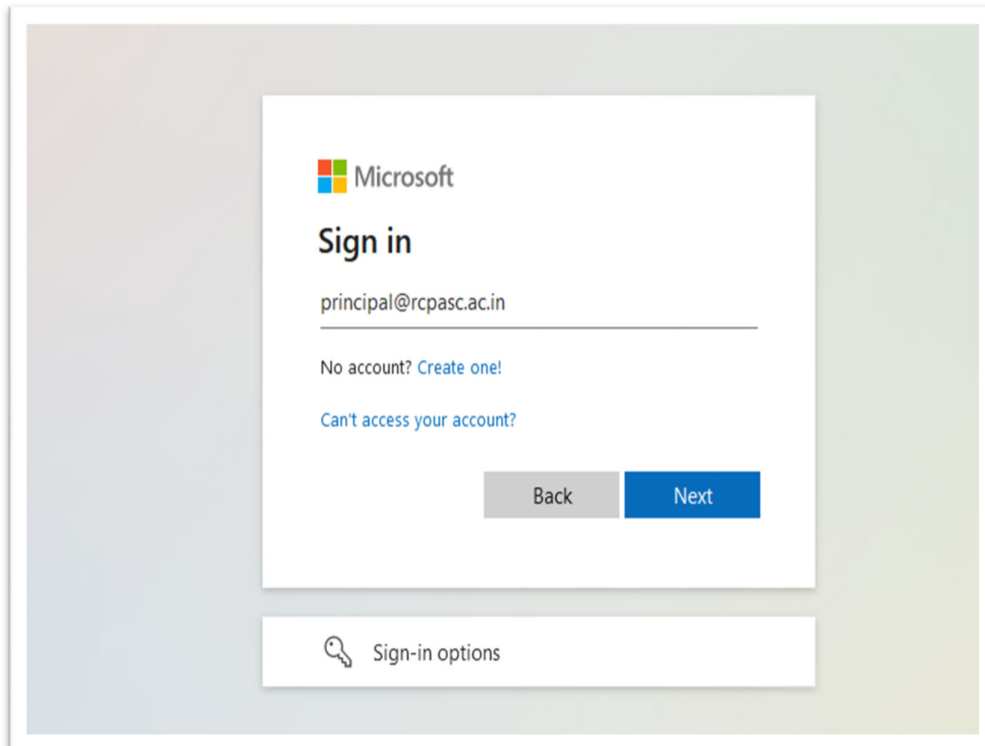 Microsoft
Sign in
principal@rcpasc.ac.in
No account? Create one!
Can't access your account?
Back Next
Sign-in options